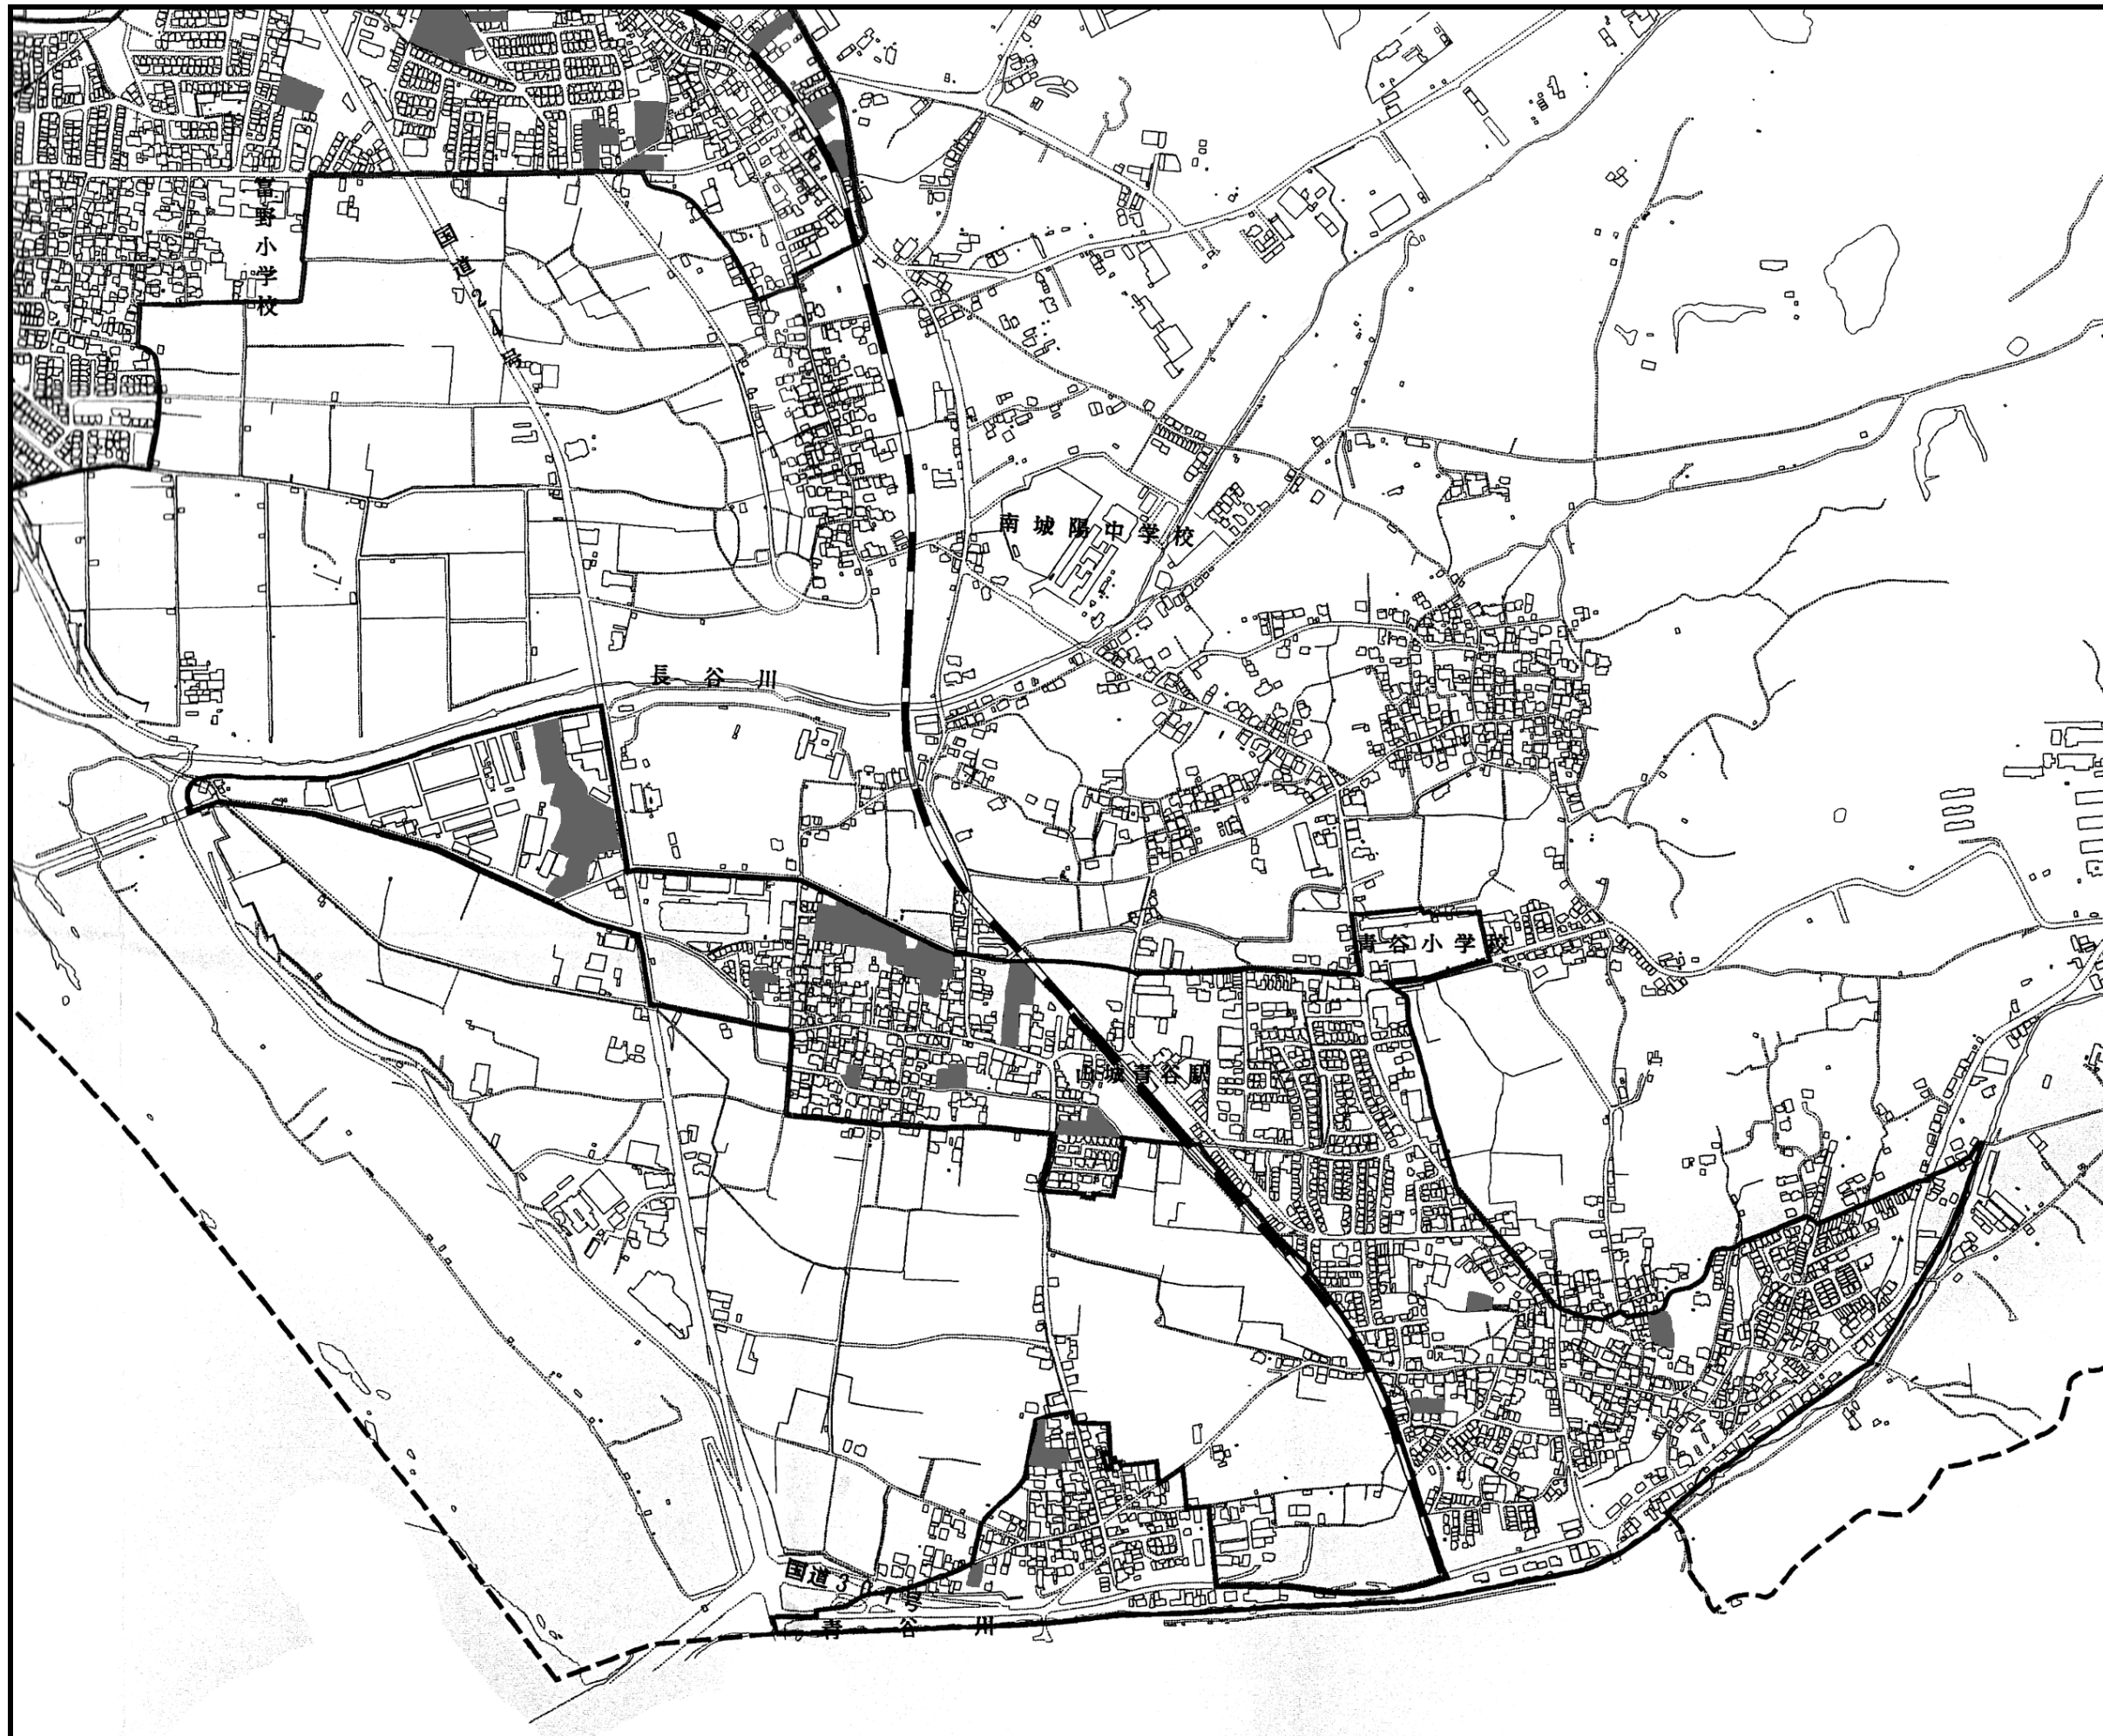 富野小学校
国道24号
南城陽中学校
長谷川
青谷小学校
山城青谷駅
国道307号
青谷川